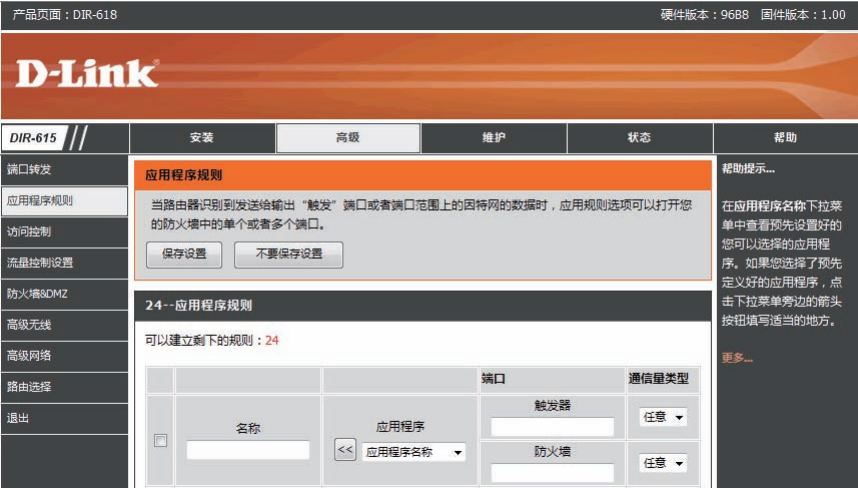 产品页面：DIR-618
硬件版本：96B8 固件版本：1.00
D-Link
DIR-615
安装
高级
维护
状态
帮助
端口转发
应用程序规则
访问控制
流量控制设置
防火墙&DMZ
高级无线
高级网络
路由选择
退出
应用程序规则
当路由器识别到发送给输出“触发”端口或者端口范围上的因特网的数据时，应用规则选项可以打开您
的防火墙中的单个或者多个端口。
保存设置
不要保存设置
24--应用程序规则
可以建立剩下的规则：24
端口
通信量类型
名称
应用程序
<<
应用程序名称
触发器
任意
防火墙
任意
帮助提示...
在应用程序名称下拉菜
单中查看预先设置好的
您可以选择的应用程
序。如果您选择了预先
定义好的应用程序，点
击下拉菜单旁边的箭头
按钮填写适当的地方。
更多...